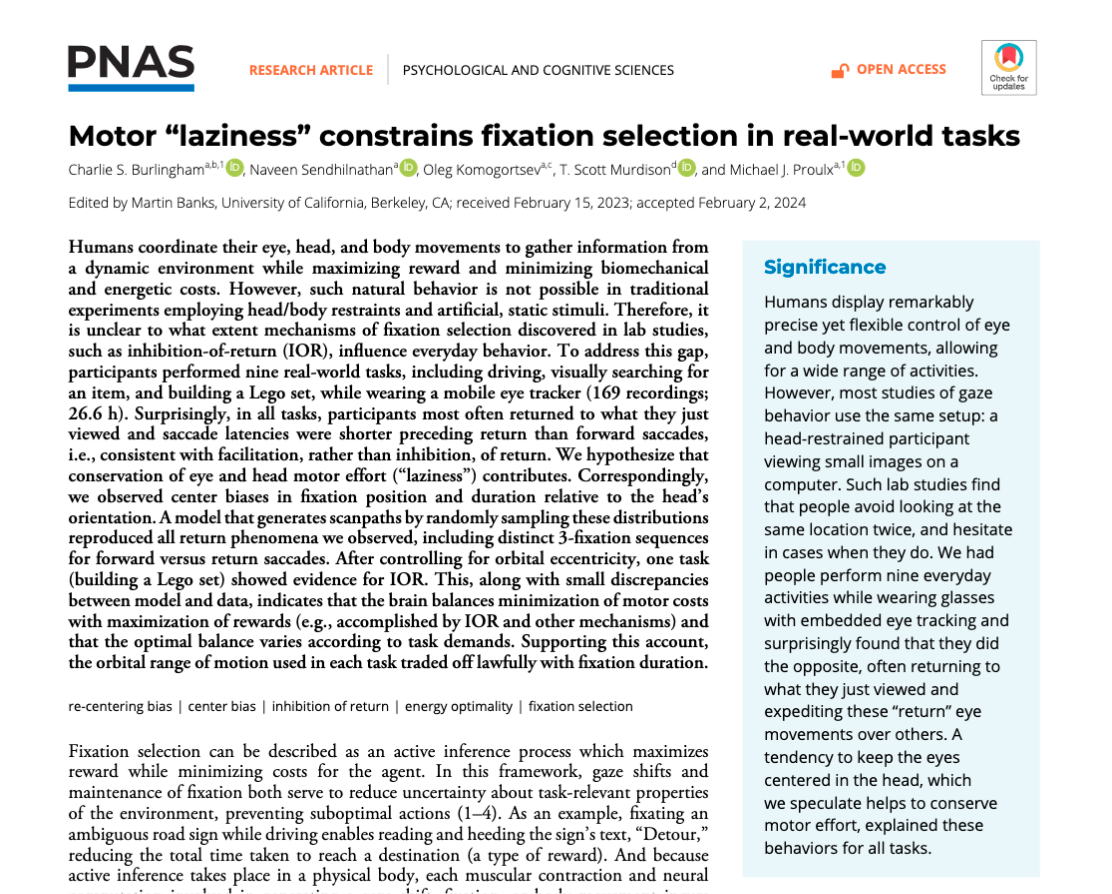 PNAS
RESEARCH ARTICLE
PSYCHOLOGICAL AND COGNITIVE SCIENCES
OPEN ACCESS
Check for
updates
Motor “laziness” constrains fixation selection in real-world tasks
Charlie S. Burlingham^a,b,1 iD, Naveen Sendhilnathan^a iD, Oleg Komogortsev^a,c, T. Scott Murdison^d iD, and Michael J. Proulx^a,1 iD
Edited by Martin Banks, University of California, Berkeley, CA; received February 15, 2023; accepted February 2, 2024
Humans coordinate their eye, head, and body movements to gather information from
a dynamic environment while maximizing reward and minimizing biomechanical
and energetic costs. However, such natural behavior is not possible in traditional
experiments employing head/body restraints and artificial, static stimuli. Therefore, it
is unclear to what extent mechanisms of fixation selection discovered in lab studies,
such as inhibition-of-return (IOR), influence everyday behavior. To address this gap,
participants performed nine real-world tasks, including driving, visually searching for
an item, and building a Lego set, while wearing a mobile eye tracker (169 recordings;
26.6 h). Surprisingly, in all tasks, participants most often returned to what they just
viewed and saccade latencies were shorter preceding return than forward saccades,
i.e., consistent with facilitation, rather than inhibition, of return. We hypothesize that
conservation of eye and head motor effort (“laziness”) contributes. Correspondingly,
we observed center biases in fixation position and duration relative to the head’s
orientation. A model that generates scanpaths by randomly sampling these distributions
reproduced all return phenomena we observed, including distinct 3-fixation sequences
for forward versus return saccades. After controlling for orbital eccentricity, one task
(building a Lego set) showed evidence for IOR. This, along with small discrepancies
between model and data, indicates that the brain balances minimization of motor costs
with maximization of rewards (e.g., accomplished by IOR and other mechanisms) and
that the optimal balance varies according to task demands. Supporting this account,
the orbital range of motion used in each task traded off lawfully with fixation duration.
re-centering bias | center bias | inhibition of return | energy optimality | fixation selection
Fixation selection can be described as an active inference process which maximizes
reward while minimizing costs for the agent. In this framework, gaze shifts and
maintenance of fixation both serve to reduce uncertainty about task-relevant properties
of the environment, preventing suboptimal actions (1–4). As an example, fixating an
ambiguous road sign while driving enables reading and heeding the sign’s text, “Detour,”
reducing the total time taken to reach a destination (a type of reward). And because
active inference takes place in a physical body, each muscular contraction and neural
Significance
Humans display remarkably
precise yet flexible control of eye
and body movements, allowing
for a wide range of activities.
However, most studies of gaze
behavior use the same setup: a
head-restrained participant
viewing small images on a
computer. Such lab studies find
that people avoid looking at the
same location twice, and hesitate
in cases when they do. We had
people perform nine everyday
activities while wearing glasses
with embedded eye tracking and
surprisingly found that they did
the opposite, often returning to
what they just viewed and
expediting these “return” eye
movements over others. A
tendency to keep the eyes
centered in the head, which
we speculate helps to conserve
motor effort, explained these
behaviors for all tasks.